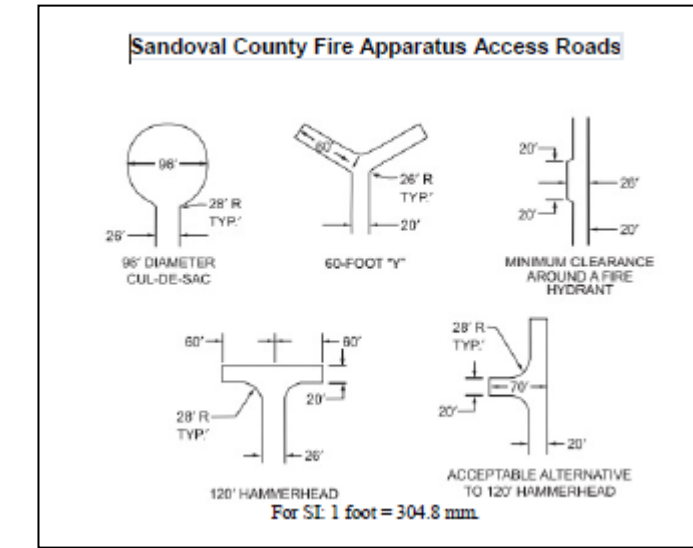 Sandoval County Fire Apparatus Access Roads
96'
28' R
TYP.'
26'
96' DIAMETER
CUL-DE-SAC
60'
26' R
TYP.'
20'
60-FOOT "Y"
20'
26'
20'
20'
MINIMUM CLEARANCE
AROUND A FIRE
HYDRANT
60'
60'
20'
28' R
TYP.'
26'
120' HAMMERHEAD
28' R
TYP.'
70'
20'
20'
ACCEPTABLE ALTERNATIVE
TO 120' HAMMERHEAD
For SI: 1 foot = 304.8 mm.